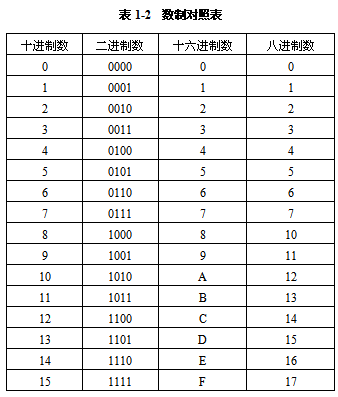 表 1-2 数制对照表
十进制数 二进制数 十六进制数 八进制数
0 0000 0 0
1 0001 1 1
2 0010 2 2
3 0011 3 3
4 0100 4 4
5 0101 5 5
6 0110 6 6
7 0111 7 7
8 1000 8 10
9 1001 9 11
10 1010 A 12
11 1011 B 13
12 1100 C 14
13 1101 D 15
14 1110 E 16
15 1111 F 17